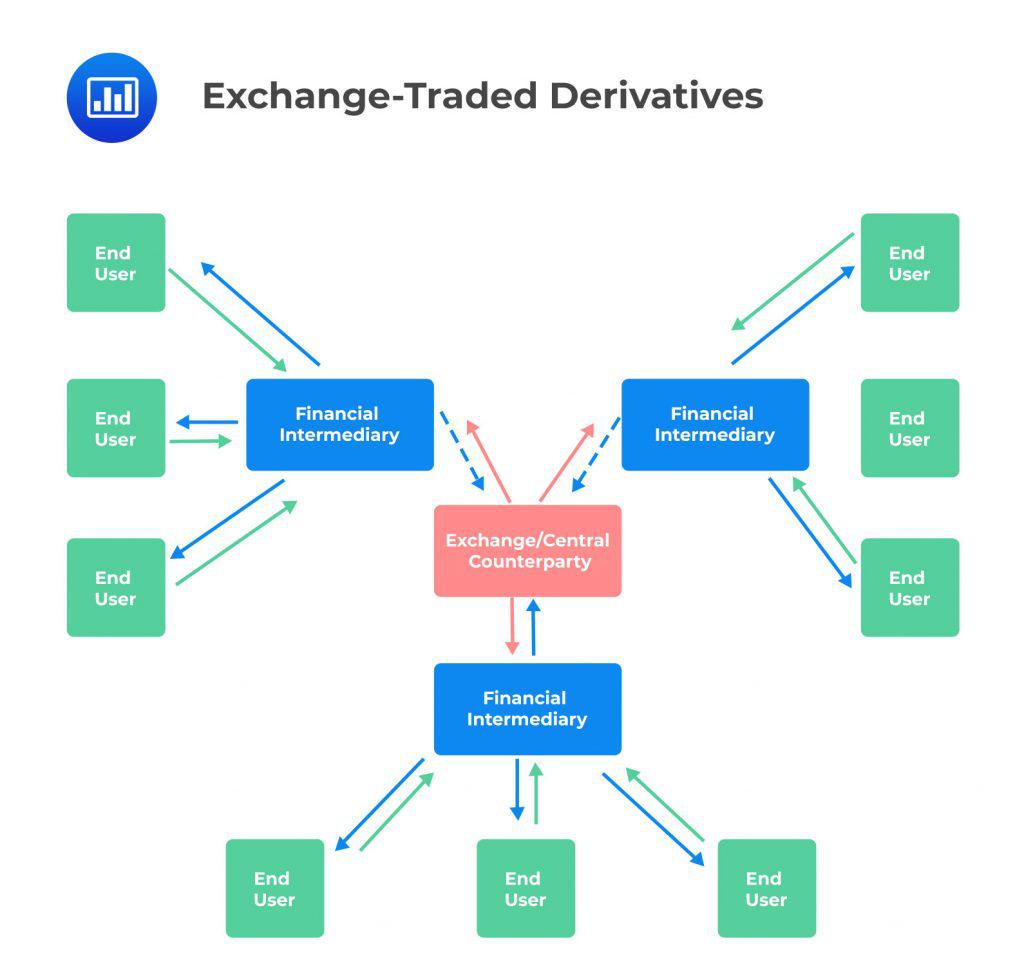 Exchange-Traded Derivatives
End
User
End
User
Financial
Intermediary
Financial
Intermediary
End
User
End
User
Exchange/Central
Counterparty
End
User
End
User
Financial
Intermediary
End
User
End
User
End
User